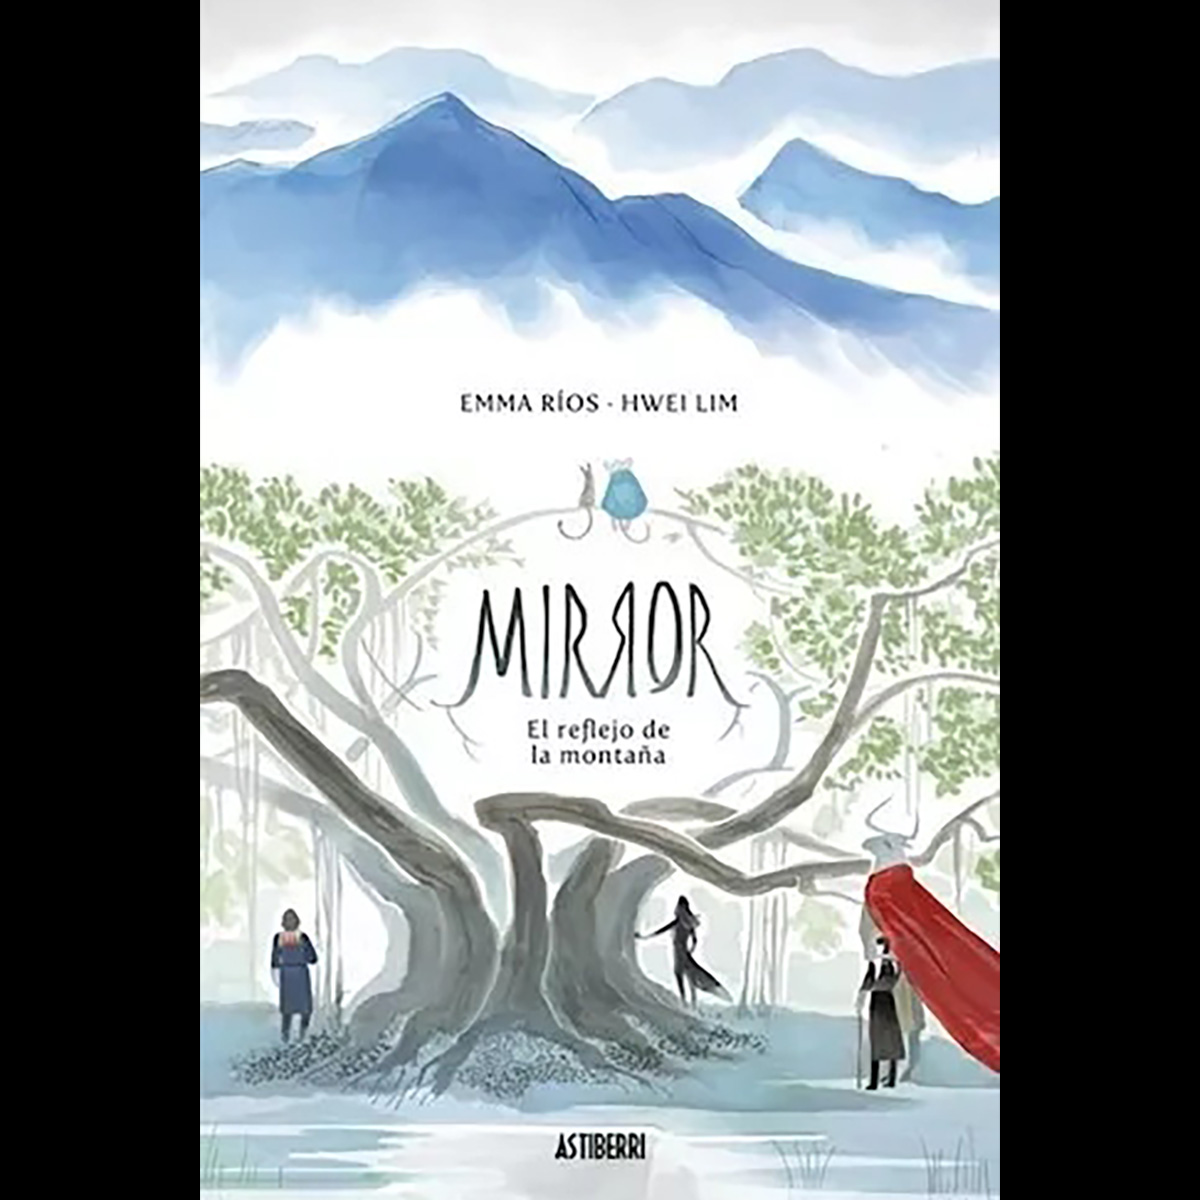 EMMA RÍOS · HWEI LIM
MIRROR
El reflejo de
la montaña
ASTIBERRI